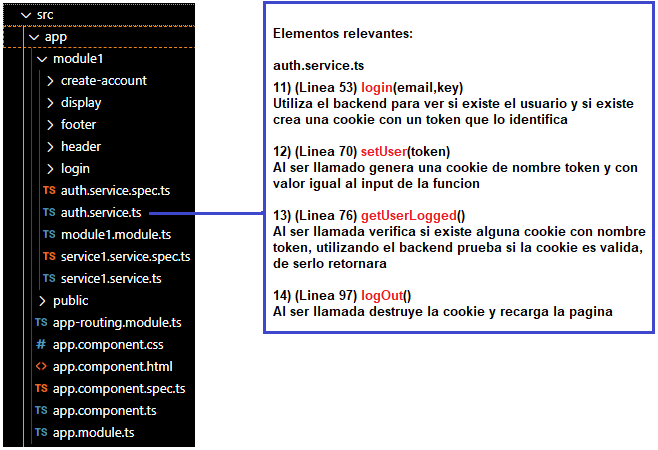 src
app
module1
create-account
display
footer
header
login
TS auth.service.spec.ts
TS auth.service.ts
TS module1.module.ts
TS service1.service.spec.ts
TS service1.service.ts
public
TS app-routing.module.ts
# app.component.css
<> app.component.html
TS app.component.spec.ts
TS app.component.ts
TS app.module.ts
Elementos relevantes:
auth.service.ts
11) (Linea 53) login(email,key)
Utiliza el backend para ver si existe el usuario y si existe
crea una cookie con un token que lo identifica
12) (Linea 70) setUser(token)
Al ser llamado genera una cookie de nombre token y con
valor igual al input de la funcion
13) (Linea 76) getUserLogged()
Al ser llamada verifica si existe alguna cookie con nombre
token, utilizando el backend prueba si la cookie es valida,
de serlo retornara
14) (Linea 97) logOut()
Al ser llamada destruye la cookie y recarga la pagina